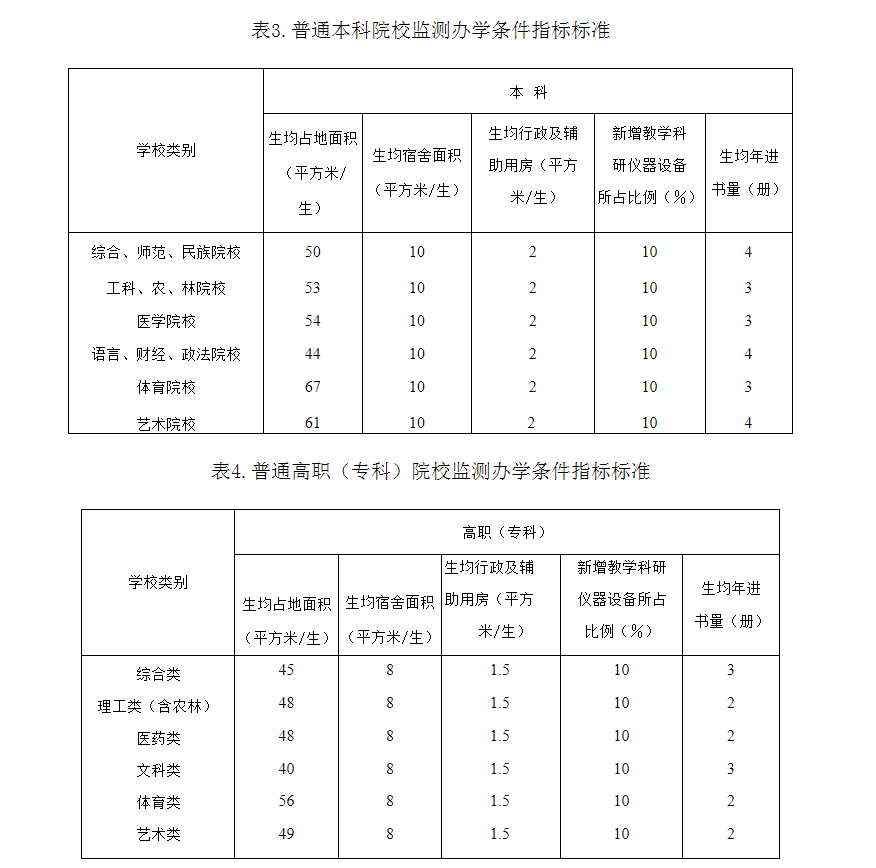 表3.普通本科院校监测办学条件指标标准
学校类别
本 科
生均占地面积
（平方米/
生）
生均宿舍面积
（平方米/生）
生均行政及辅
助用房（平方
米/生）
新增教学科
研仪器设备
所占比例（%）
生均年进
书量（册）
综合、师范、民族院校 50 10 2 10 4
工科、农、林院校 53 10 2 10 3
医学院校 54 10 2 10 3
语言、财经、政法院校 44 10 2 10 4
体育院校 67 10 2 10 3
艺术院校 61 10 2 10 4
表4.普通高职（专科）院校监测办学条件指标标准
学校类别
高职（专科）
生均占地面积
（平方米/生）
生均宿舍面积
（平方米/生）
生均行政及辅
助用房（平方
米/生）
新增教学科研
仪器设备所占
比例（%）
生均年进
书量（册）
综合类 45 8 1.5 10 3
理工类（含农林） 48 8 1.5 10 2
医药类 48 8 1.5 10 2
文科类 40 8 1.5 10 3
体育类 56 8 1.5 10 2
艺术类 49 8 1.5 10 2